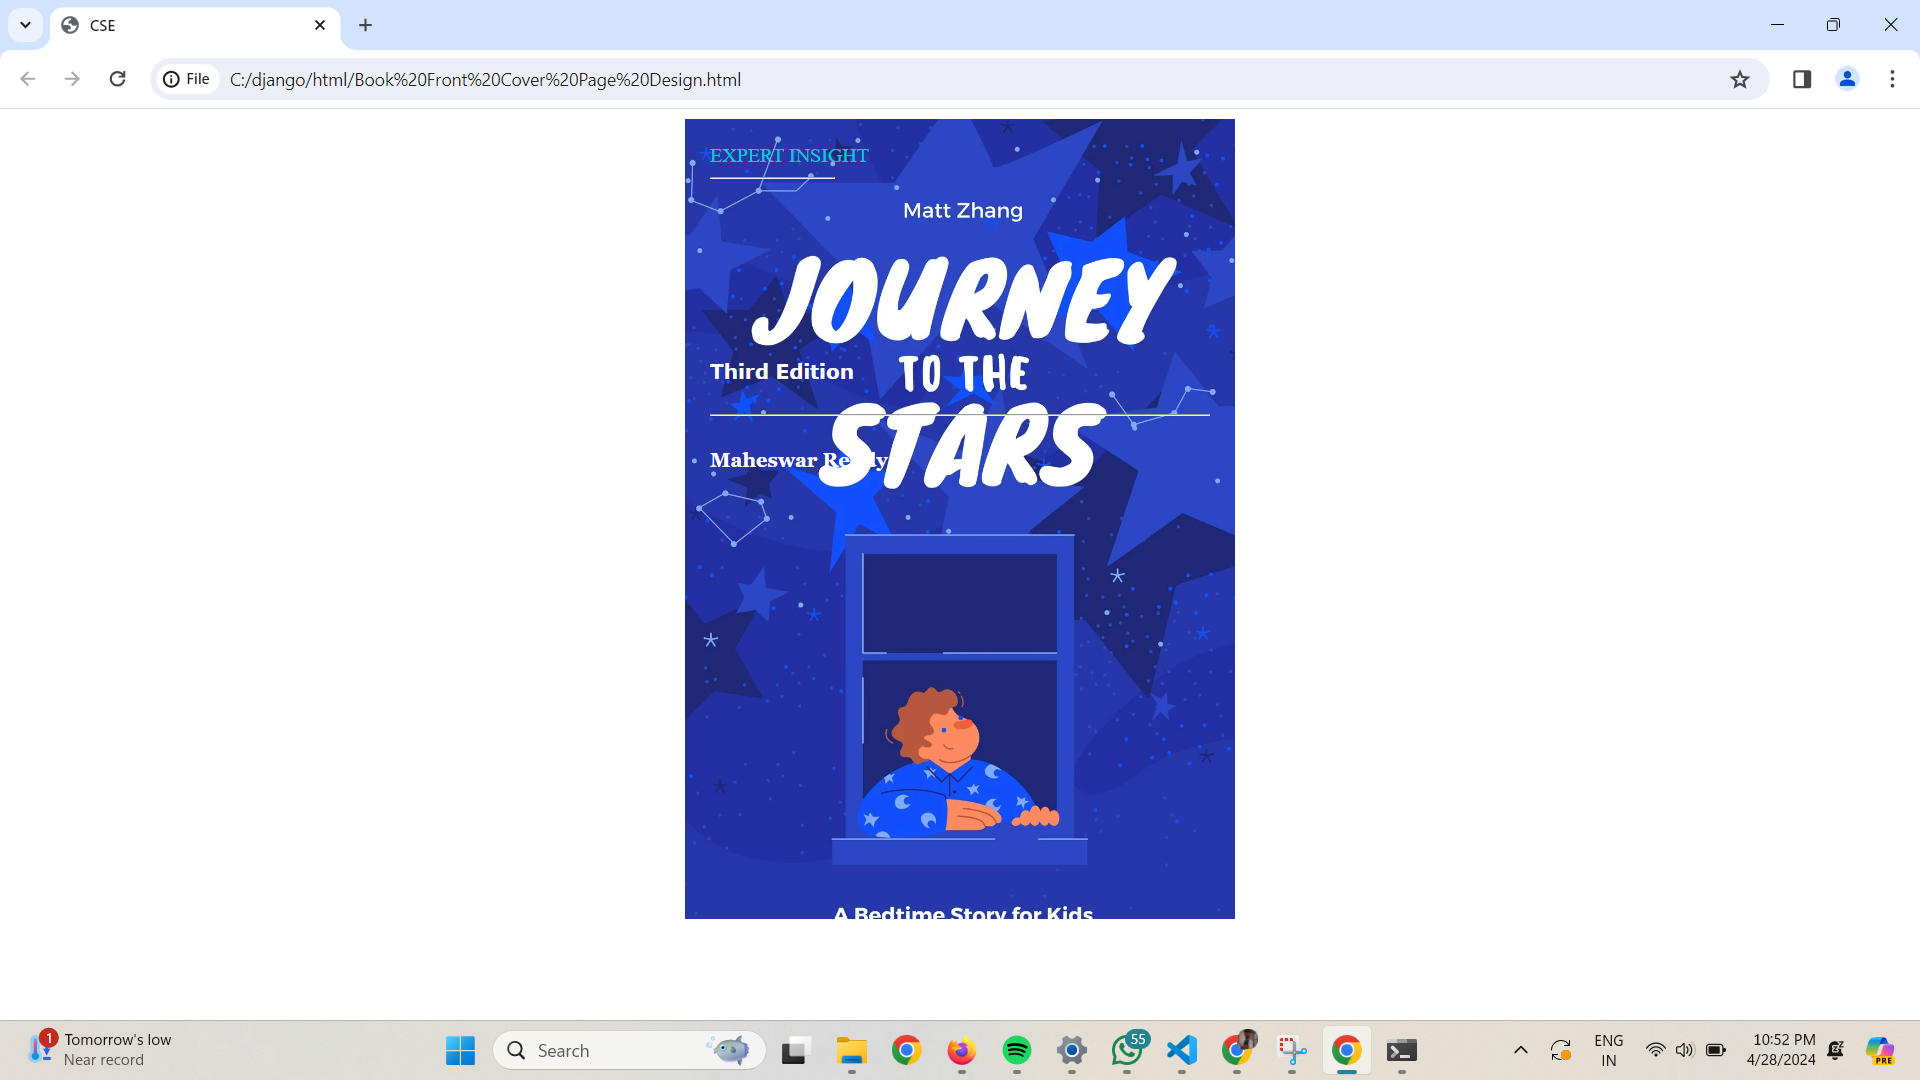 CSE
File
C:/django/html/Book%20Front%20Cover%20Page%20Design.html
EXPERT INSIGHT
Matt Zhang
JOURNEY
TO THE
STARS
Third Edition
Maheswar Reddy
A Bedtime Story for Kids
1
Tomorrow's low
Near record
Search
55
ENG
IN
10:52 PM
4/28/2024
PRE